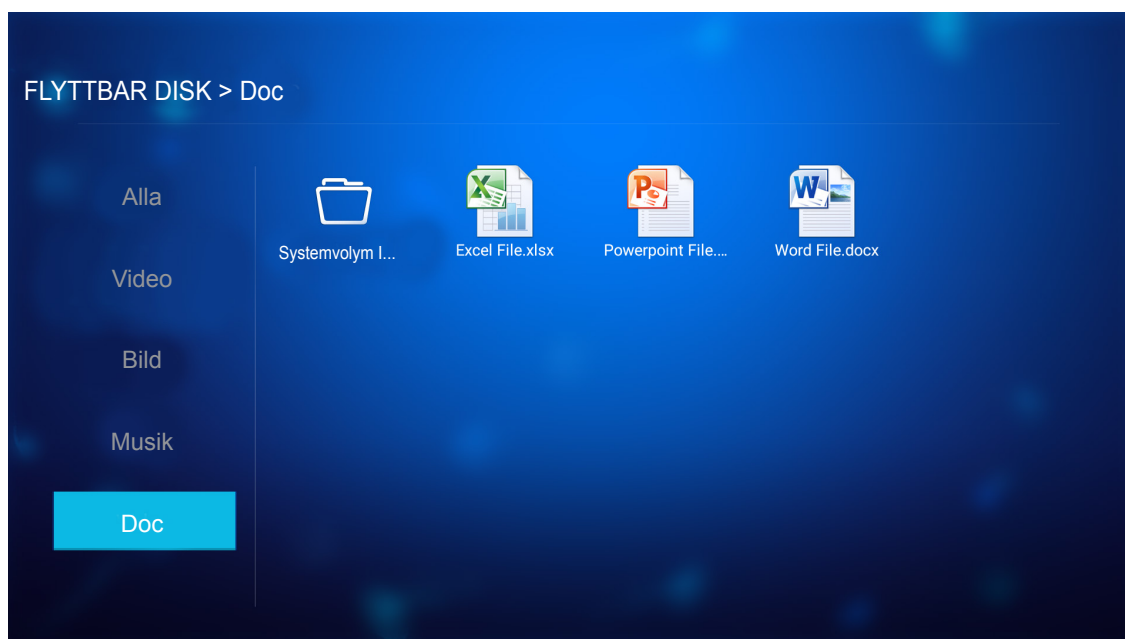 FLYTTBAR DISK > Doc
Alla
Video
Bild
Musik
Doc
Systemvolym I...
Excel File.xlsx
Powerpoint File....
Word File.docx